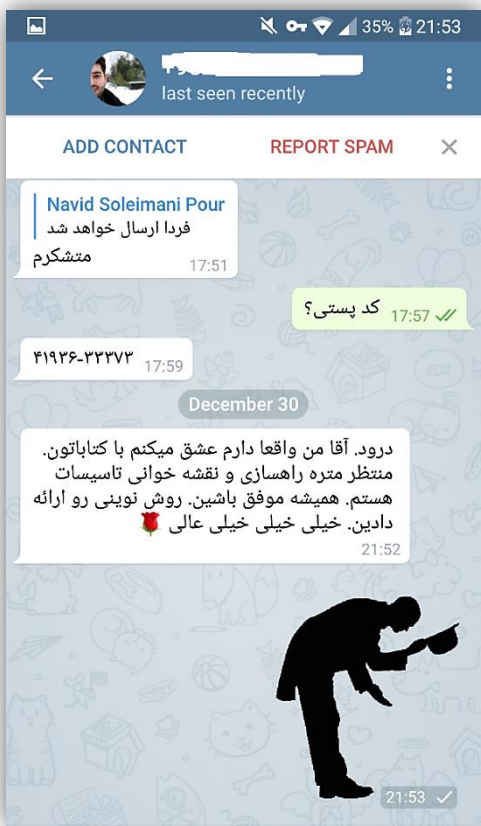 35% 21:53
last seen recently
ADD CONTACT REPORT SPAM
Navid Soleimani Pour
فردا ارسال خواهد شد
متشکرم
17:51
کد پستی؟ 17:57
۴۱۹۳۶-۳۳۳۷۳ 17:59
December 30
درود. آقا من واقعا دارم عشق میکنم با کتاباتون.
منتظر متره راهسازی و نقشه خوانی تاسیسات
هستم. همیشه موفق باشین. روش نوینی رو ارائه
دادین. خیلی خیلی خیلی عالی 🌹
21:52
21:53